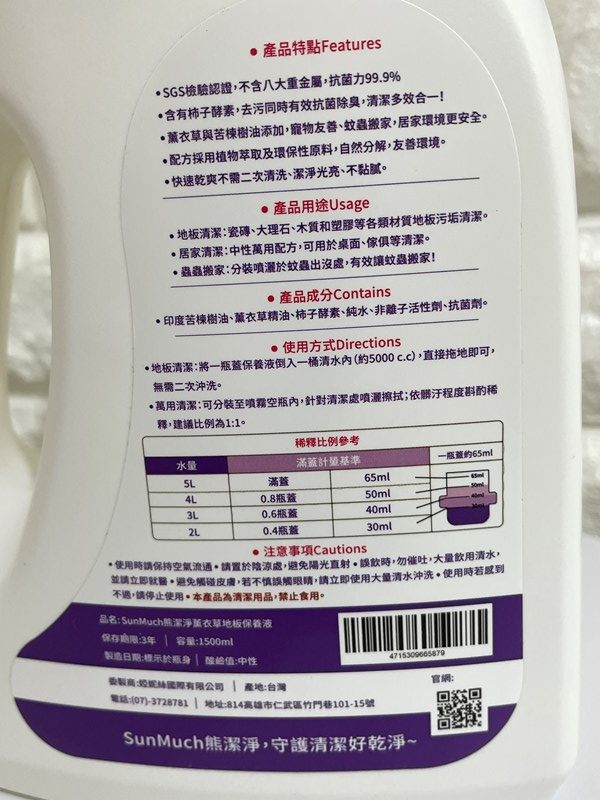 • 產品特點Features
• SGS檢驗認證，不含八大重金屬，抗菌力99.9%
• 含有柿子酵素，去污同時有效抗菌除臭，清潔多效合一！
• 薰衣草與苦楝樹油添加，寵物友善、蚊蟲搬家，居家環境更安全。
• 配方採用植物萃取及環保性原料，自然分解，友善環境。
• 快速乾爽不需二次清洗、潔淨光亮、不黏膩。
• 產品用途Usage
• 地板清潔：瓷磚、大理石、木質和塑膠等各類材質地板污垢清潔。
• 居家清潔：中性萬用配方，可用於桌面、傢俱等清潔。
• 蟲蟲搬家：分裝噴灑於蚊蟲出沒處，有效讓蚊蟲搬家！
• 產品成分Contains
• 印度苦楝樹油、薰衣草精油、柿子酵素、純水、非離子活性劑、抗菌劑。
• 使用方式Directions
• 地板清潔：將一瓶蓋保養液倒入一桶清水內（約5000 c.c），直接拖地即可，
無需二次沖洗。
• 萬用清潔：可分裝至噴霧空瓶內，針對清潔處噴灑擦拭；依髒汙程度斟酌稀
釋，建議比例為1:1。
稀釋比例參考
水量 滿蓋計量基準 一瓶蓋約65ml
5L 滿蓋 65ml 65ml
4L 0.8瓶蓋 50ml 50ml
3L 0.6瓶蓋 40ml 40ml
2L 0.4瓶蓋 30ml 30ml
• 注意事項Cautions
• 使用時請保持空氣流通 • 請置於陰涼處，避免陽光直射 • 誤飲時，勿催吐，大量飲用清水，
並請立即就醫 • 避免觸碰皮膚，若不慎誤觸眼睛，請立即使用大量清水沖洗 • 使用時若感到
不適，請停止使用 • 本產品為清潔用品，禁止食用。
品名：SunMuch熊潔淨薰衣草地板保養液
保存期限：3年 | 容量：1500ml
製造日期：標示於瓶身 | 酸鹼值：中性
4715309665879
委製商：婭妮絲國際有限公司 | 產地：台灣
電話：(07)-3728781 | 地址：814高雄市仁武區竹門巷101-15號
官網：
SunMuch熊潔淨，守護清潔好乾淨~